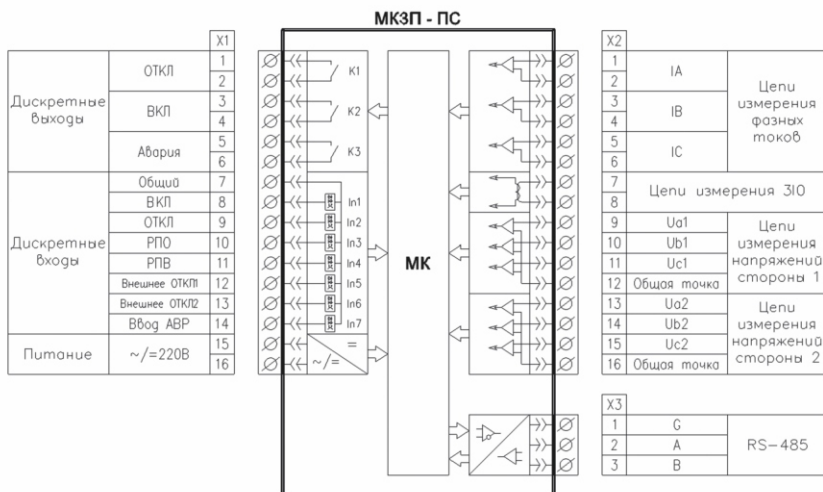 МКЗП - ПС
X1
Дискретные
выходы
ОТКЛ
1
2
ВКЛ
3
4
Авария
5
6
Дискретные
входы
Общий
7
ВКЛ
8
ОТКЛ
9
РПО
10
РПВ
11
Внешнее ОТКЛ1
12
Внешнее ОТКЛ2
13
Ввод АВР
14
Питание
~/=220В
15
16
K1
K2
K3
In1
In2
In3
In4
In5
In6
In7
=
~/=
МК
X2
1
2
IA
3
4
IB
5
6
IC
Цепи
измерения
фазных
токов
7
8
Цепи измерения 3I0
9
Ua1
10
Ub1
11
Uc1
12
Общая точка
Цепи
измерения
напряжений
стороны 1
13
Ua2
14
Ub2
15
Uc2
16
Общая точка
Цепи
измерения
напряжений
стороны 2
X3
1
G
2
A
3
B
RS-485